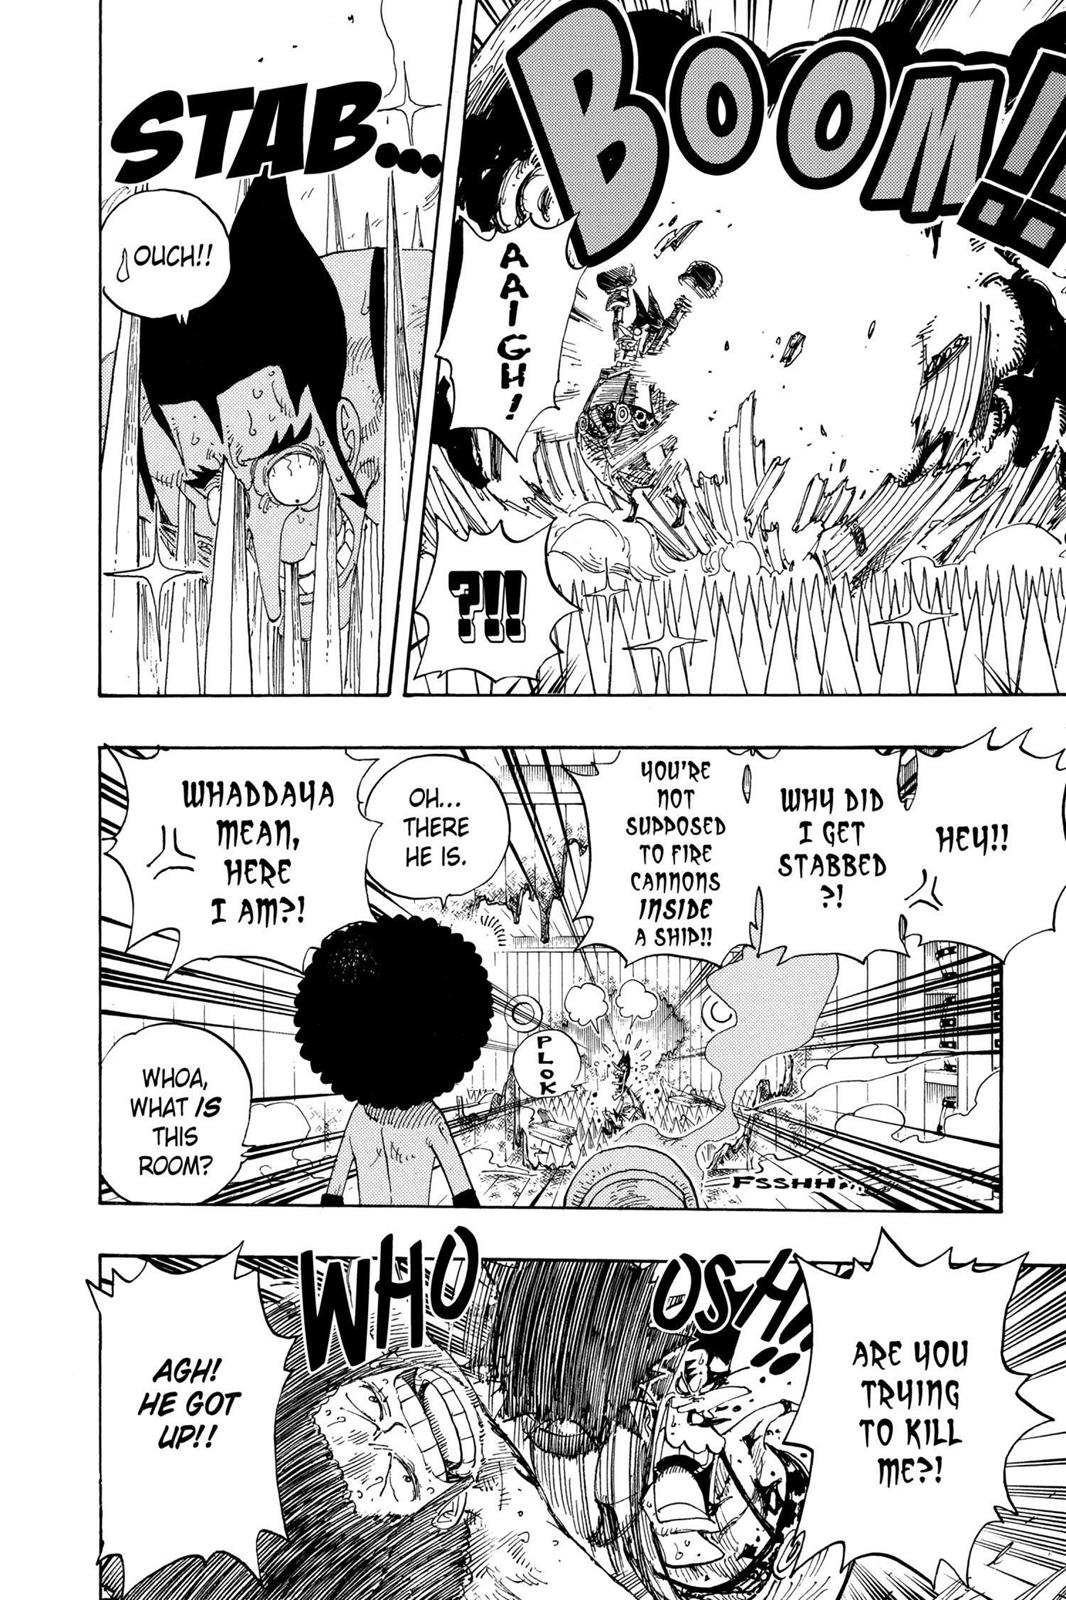 BOOM!!
AAIGH!
?!!
STAB...
OUCH!!
HEY!!
WHY DID
I GET
STABBED
?!
YOU'RE
NOT
SUPPOSED
TO FIRE
CANNONS
INSIDE
A SHIP!!
OH...
THERE
HE IS.
WHADDAYA
MEAN,
HERE
I AM?!
PLOK
FSSHH...
WHOA,
WHAT IS
THIS
ROOM?
ARE YOU
TRYING
TO KILL
ME?!
WHOOSH!!
AGH!
HE GOT
UP!!